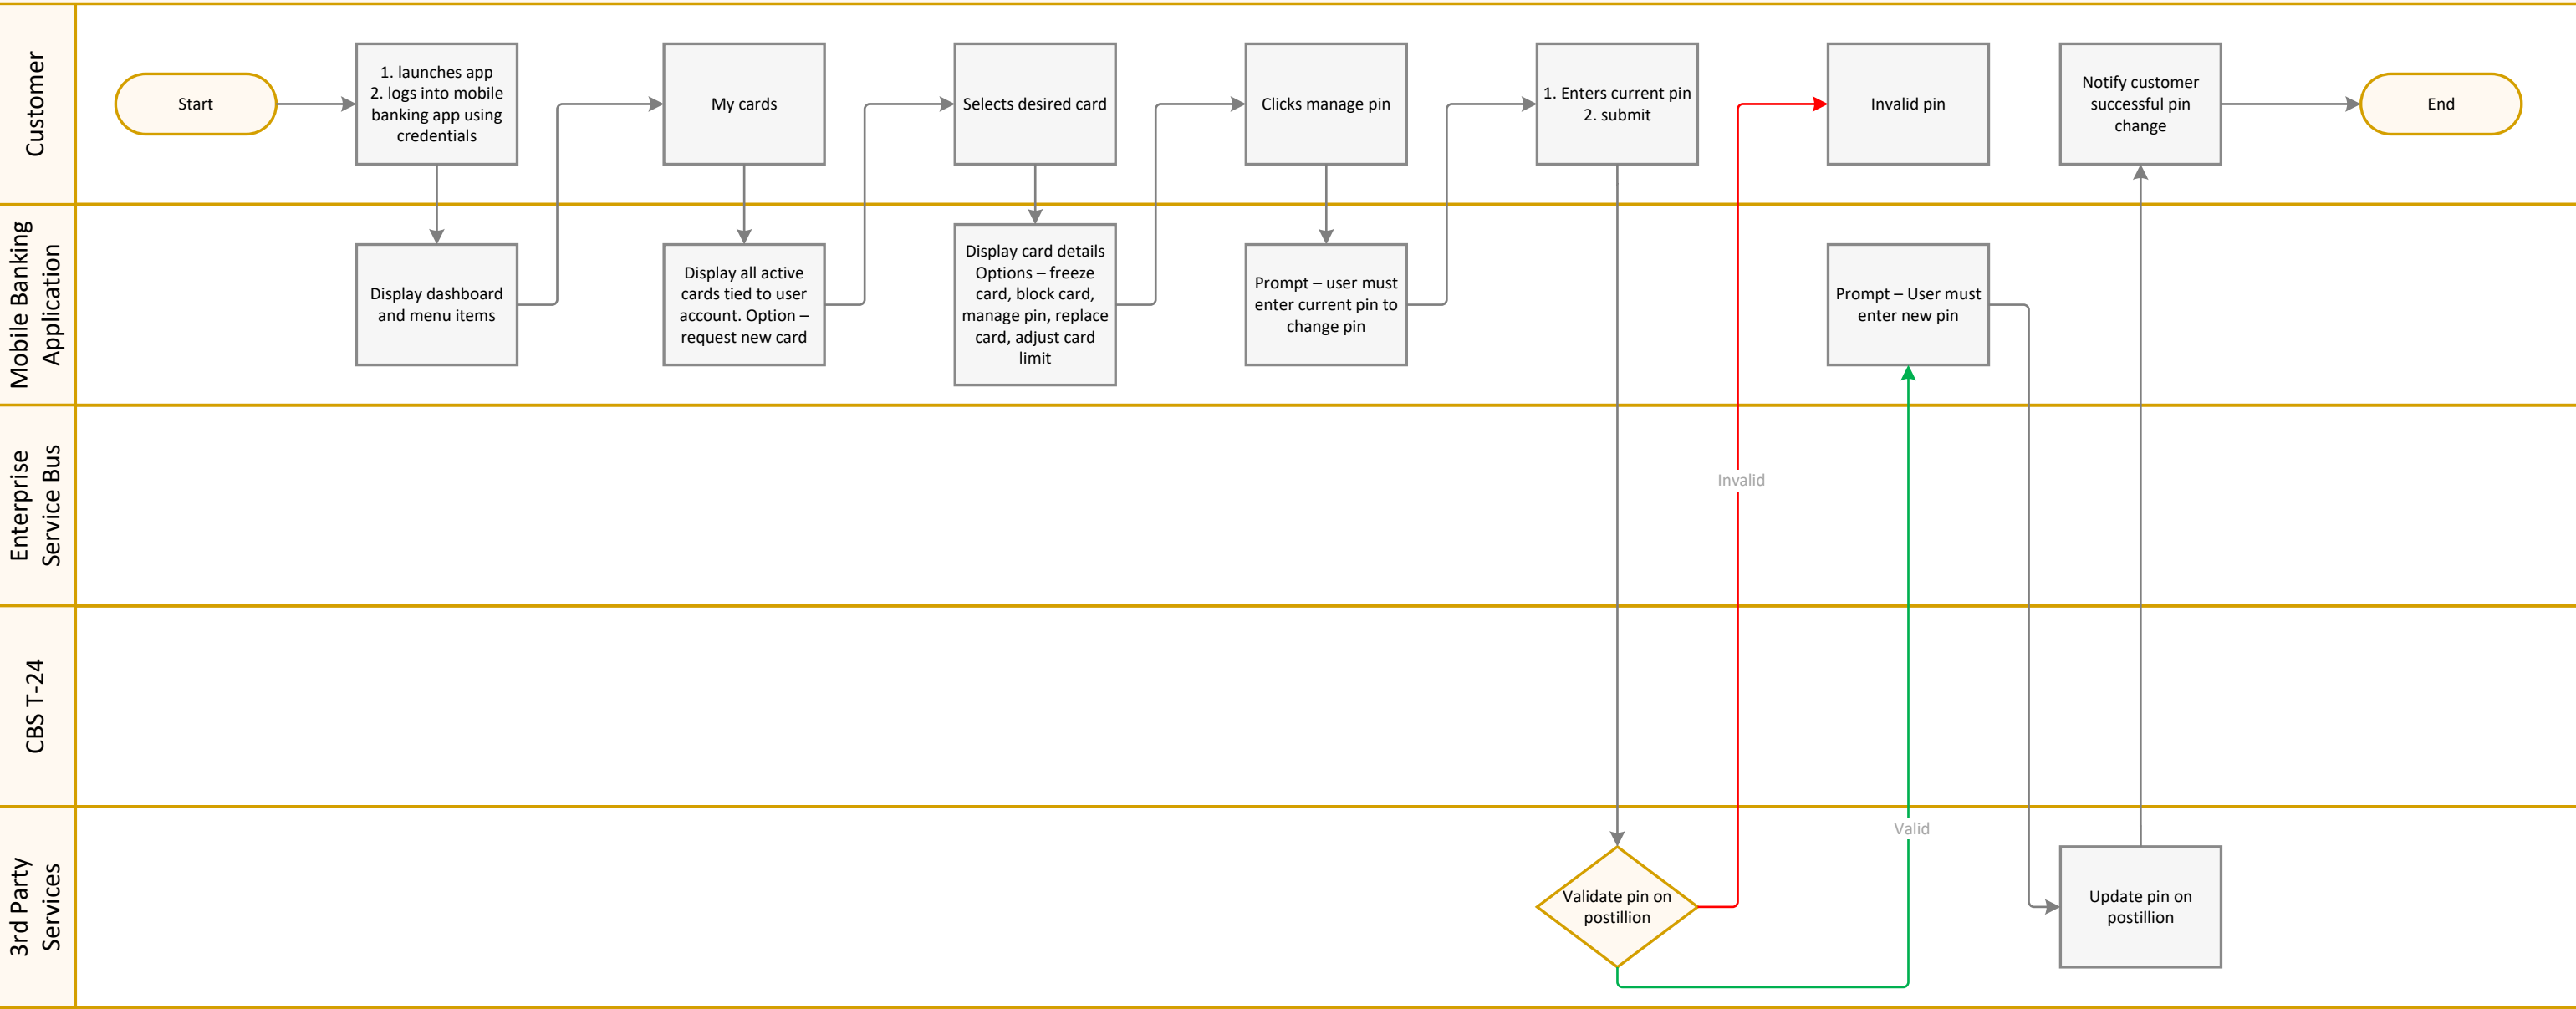 Customer
Start
1. launches app
2. logs into mobile
banking app using
credentials
My cards
Selects desired card
Clicks manage pin
1. Enters current pin
2. submit
Invalid pin
Notify customer
successful pin
change
End
Mobile Banking
Application
Display dashboard
and menu items
Display all active
cards tied to user
account. Option –
request new card
Display card details
Options – freeze
card, block card,
manage pin, replace
card, adjust card
limit
Prompt – user must
enter current pin to
change pin
Prompt – User must
enter new pin
Enterprise
Service Bus
Invalid
CBS T-24
3rd Party
Services
Valid
Validate pin on
postillion
Update pin on
postillion